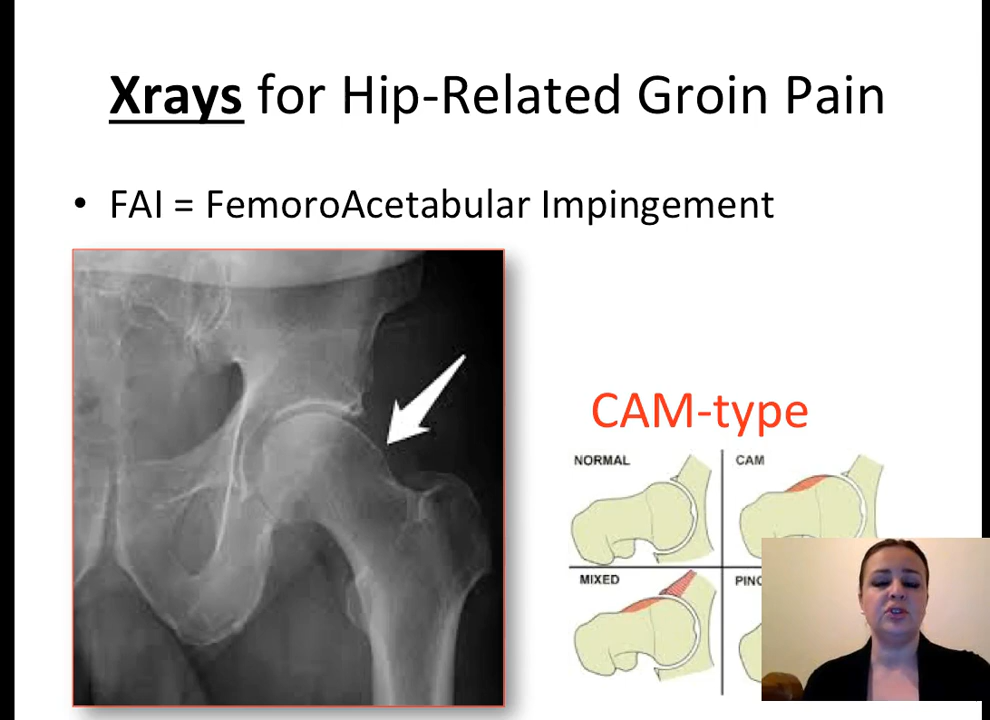 Xrays for Hip-Related Groin Pain
• FAI = FemoroAcetabular Impingement
CAM-type
NORMAL
CAM
MIXED